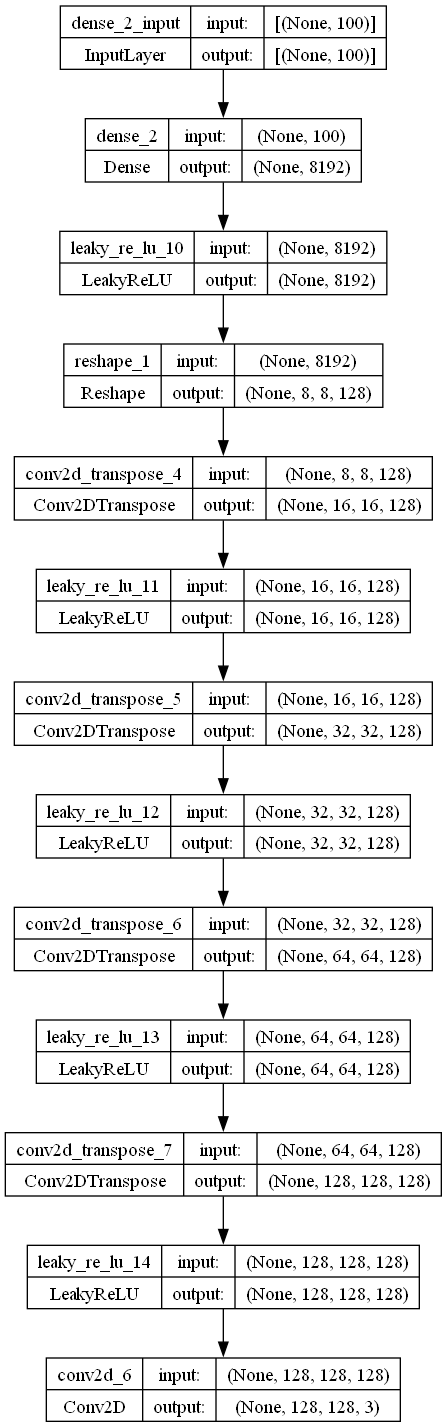 dense_2_input input: [(None, 100)]
InputLayer output: [(None, 100)]
dense_2 input: (None, 100)
Dense output: (None, 8192)
leaky_re_lu_10 input: (None, 8192)
LeakyReLU output: (None, 8192)
reshape_1 input: (None, 8192)
Reshape output: (None, 8, 8, 128)
conv2d_transpose_4 input: (None, 8, 8, 128)
Conv2DTranspose output: (None, 16, 16, 128)
leaky_re_lu_11 input: (None, 16, 16, 128)
LeakyReLU output: (None, 16, 16, 128)
conv2d_transpose_5 input: (None, 16, 16, 128)
Conv2DTranspose output: (None, 32, 32, 128)
leaky_re_lu_12 input: (None, 32, 32, 128)
LeakyReLU output: (None, 32, 32, 128)
conv2d_transpose_6 input: (None, 32, 32, 128)
Conv2DTranspose output: (None, 64, 64, 128)
leaky_re_lu_13 input: (None, 64, 64, 128)
LeakyReLU output: (None, 64, 64, 128)
conv2d_transpose_7 input: (None, 64, 64, 128)
Conv2DTranspose output: (None, 128, 128, 128)
leaky_re_lu_14 input: (None, 128, 128, 128)
LeakyReLU output: (None, 128, 128, 128)
conv2d_6 input: (None, 128, 128, 128)
Conv2D output: (None, 128, 128, 3)